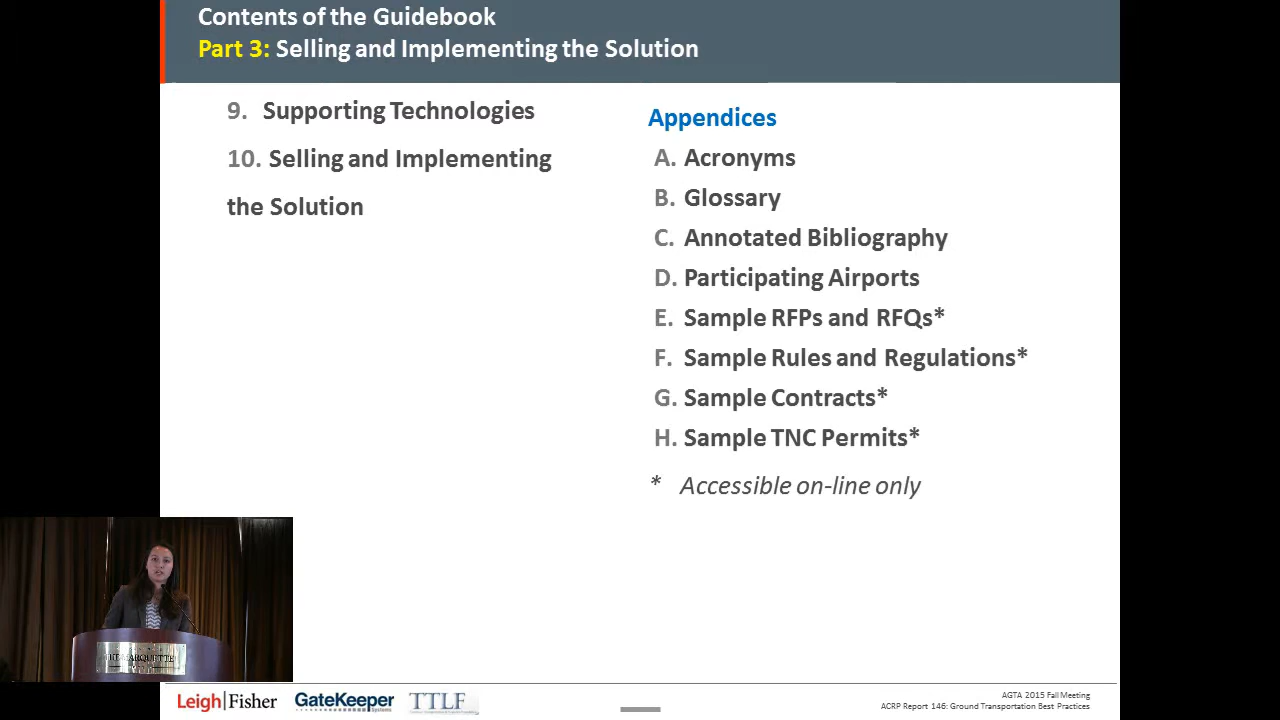 Contents of the Guidebook
Part 3: Selling and Implementing the Solution
9. Supporting Technologies
10. Selling and Implementing
the Solution
Appendices
A. Acronyms
B. Glossary
C. Annotated Bibliography
D. Participating Airports
E. Sample RFPs and RFQs*
F. Sample Rules and Regulations*
G. Sample Contracts*
H. Sample TNC Permits*
* Accessible on-line only
Leigh|Fisher
GateKeeper
Systems
TTLF
AGTA 2015 Fall Meeting
ACRP Report 146: Ground Transportation Best Practices